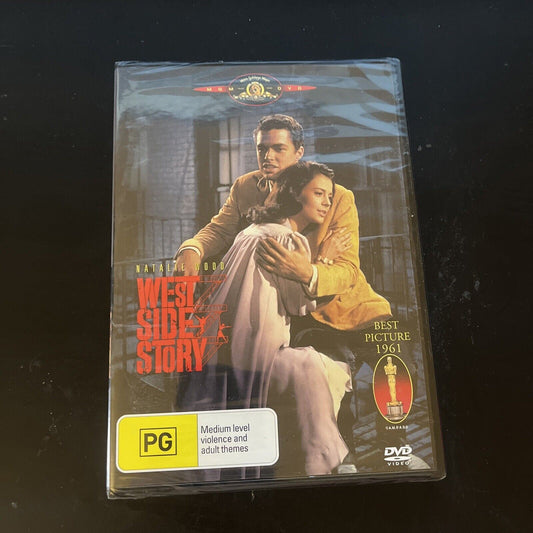 MGM DVD
NATALIE WOOD
WEST
SIDE
STORY
BEST
PICTURE
1961
PG
Medium level
violence and
adult themes
DVD
VIDEO